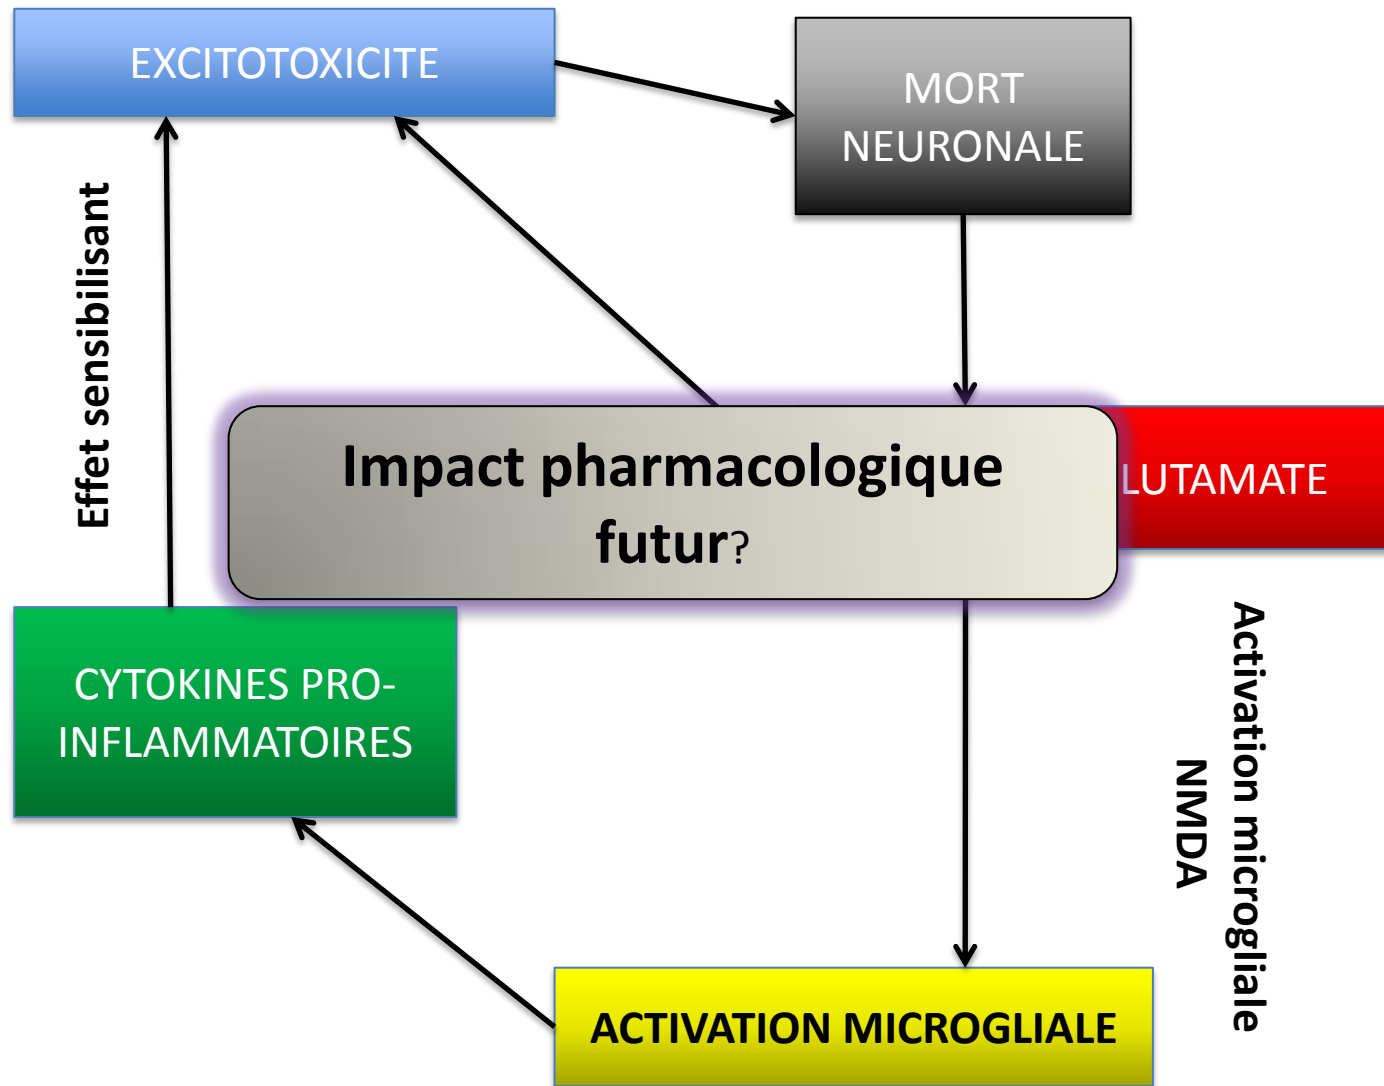 EXCITOTOXICITE
MORT
NEURONALE
Effet sensibilisant
Impact pharmacologique
futur?
LUTAMATE
CYTOKINES PRO-
INFLAMMATOIRES
Activation microgliale
NMDA
ACTIVATION MICROGLIALE